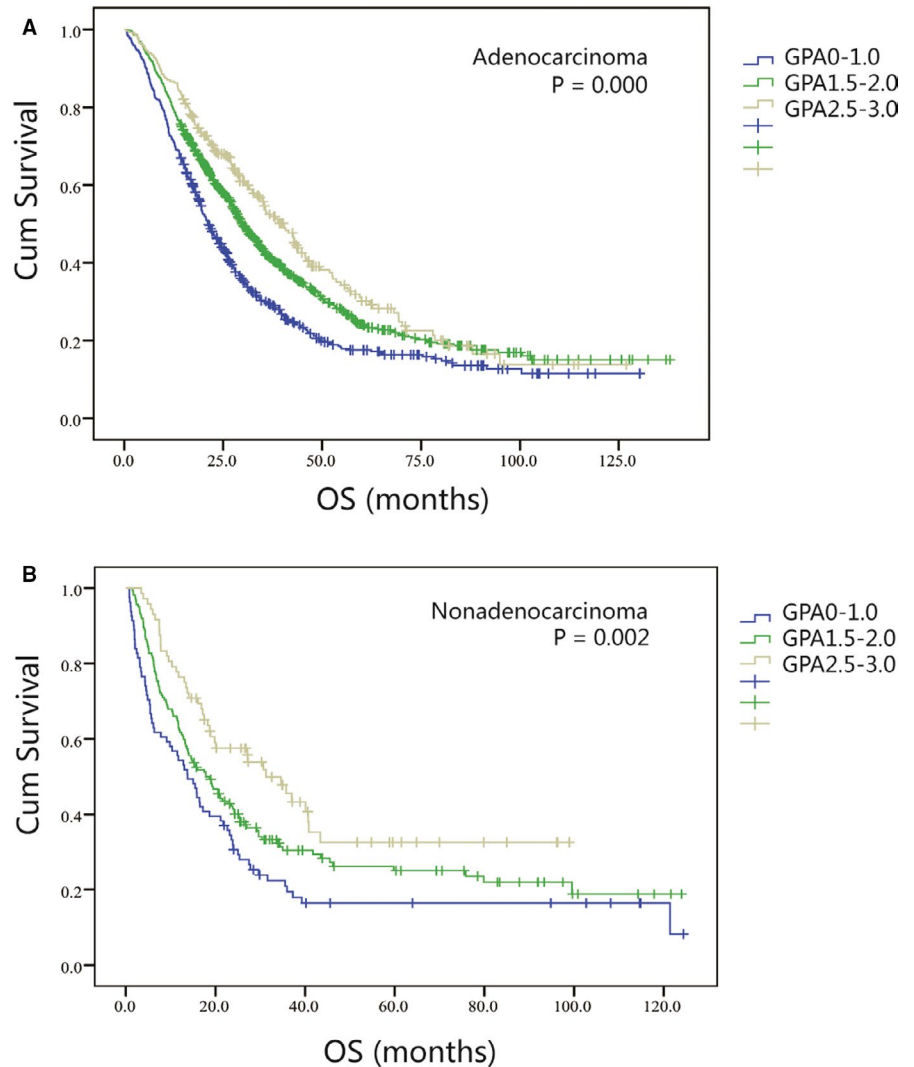 A
Adenocarcinoma
P = 0.000
GPA0-1.0
GPA1.5-2.0
GPA2.5-3.0
Cum Survival
1.0
0.8
0.6
0.4
0.2
0.0
0.0 25.0 50.0 75.0 100.0 125.0
OS (months)
B
Nonadenocarcinoma
P = 0.002
GPA0-1.0
GPA1.5-2.0
GPA2.5-3.0
Cum Survival
1.0
0.8
0.6
0.4
0.2
0.0
0.0 20.0 40.0 60.0 80.0 100.0 120.0
OS (months)